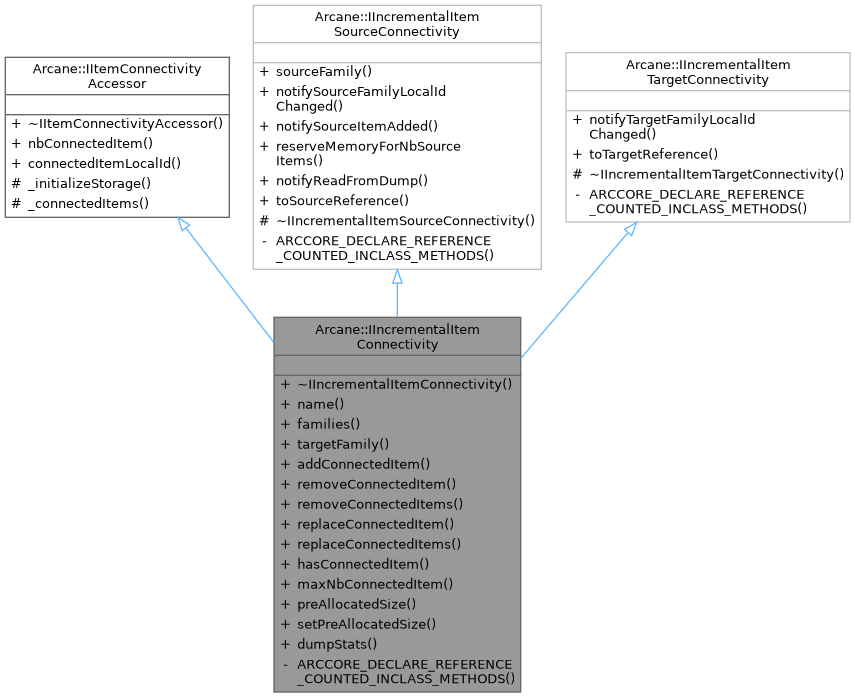 Arcane::IItemConnectivity
Accessor
+ ~IItemConnectivityAccessor()
+ nbConnectedItem()
+ connectedItemLocalId()
# _initializeStorage()
# _connectedItems()
Arcane::IIncrementalItem
SourceConnectivity
+ sourceFamily()
+ notifySourceFamilyLocalId
Changed()
+ notifySourceItemAdded()
+ reserveMemoryForNbSource
Items()
+ notifyReadFromDump()
+ toSourceReference()
# ~IIncrementalItemSourceConnectivity()
- ARCCORE_DECLARE_REFERENCE
_COUNTED_INCLASS_METHODS()
Arcane::IIncrementalItem
TargetConnectivity
+ notifyTargetFamilyLocalId
Changed()
+ toTargetReference()
# ~IIncrementalItemTargetConnectivity()
- ARCCORE_DECLARE_REFERENCE
_COUNTED_INCLASS_METHODS()
Arcane::IIncrementalItem
Connectivity
+ ~IIncrementalItemConnectivity()
+ name()
+ families()
+ targetFamily()
+ addConnectedItem()
+ removeConnectedItem()
+ removeConnectedItems()
+ replaceConnectedItem()
+ replaceConnectedItems()
+ hasConnectedItem()
+ maxNbConnectedItem()
+ preAllocatedSize()
+ setPreAllocatedSize()
+ dumpStats()
- ARCCORE_DECLARE_REFERENCE
_COUNTED_INCLASS_METHODS()